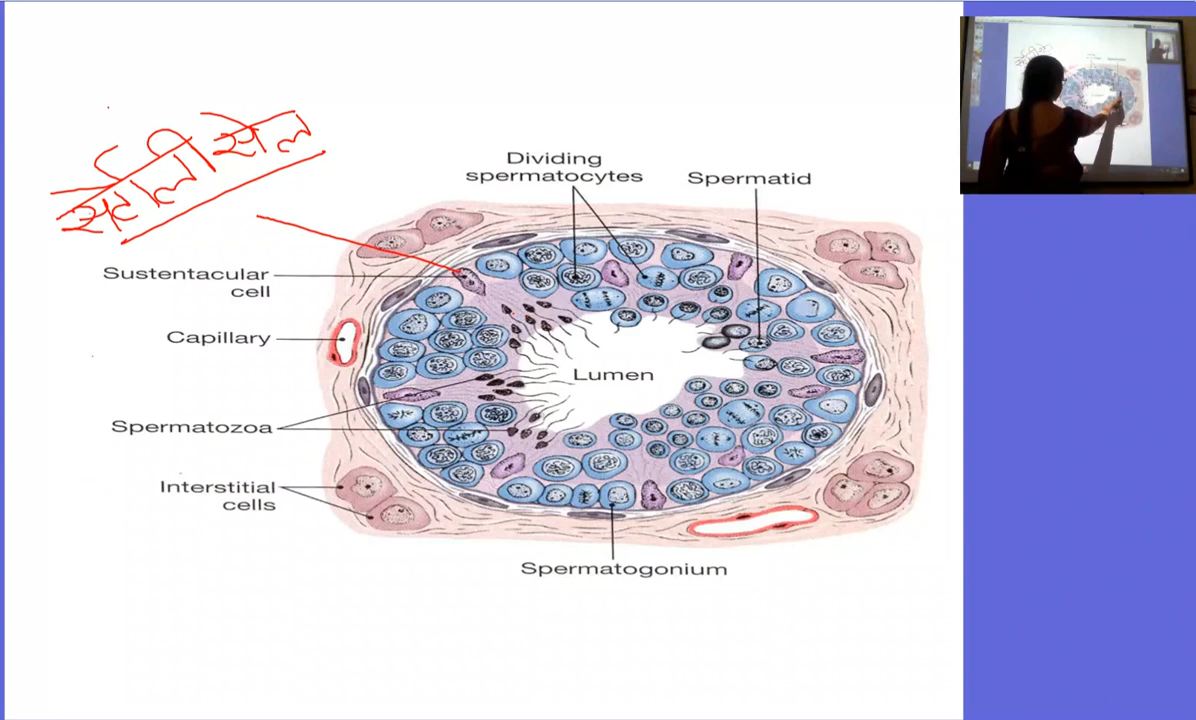 सर्टोली सेल
Dividing
spermatocytes
Spermatid
Sustentacular
cell
Capillary
Lumen
Spermatozoa
Interstitial
cells
Spermatogonium